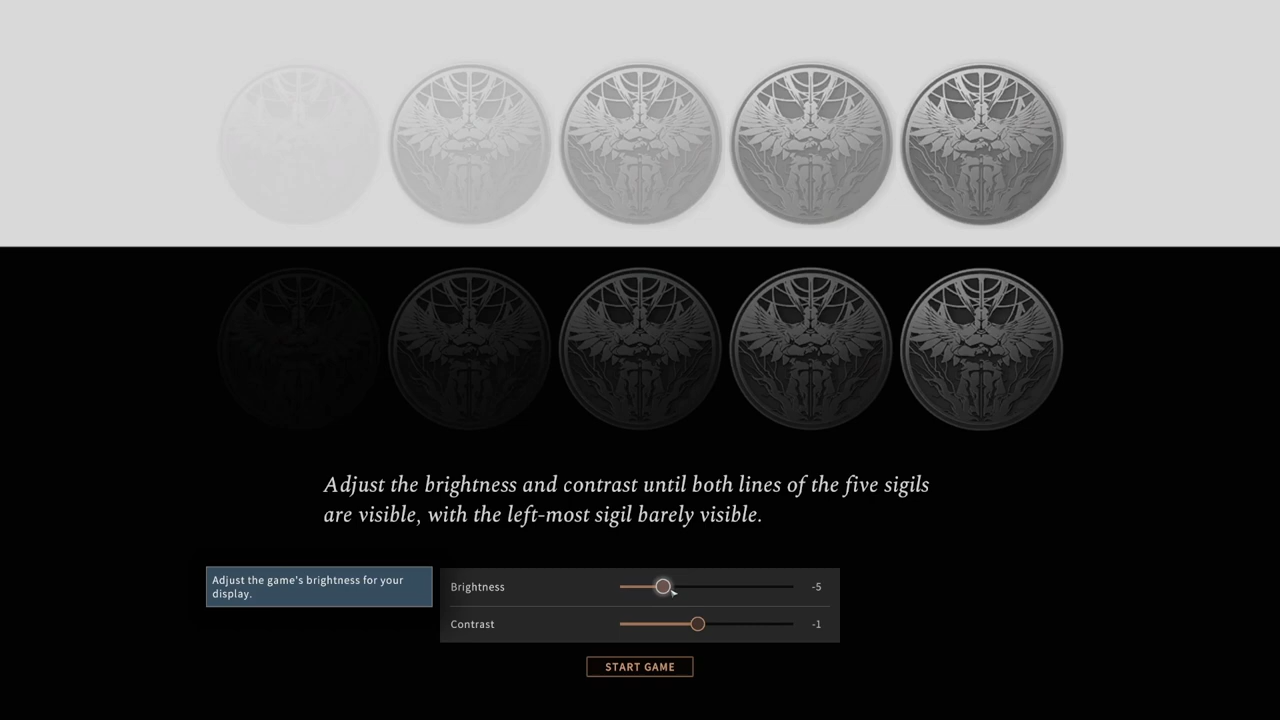 Adjust the brightness and contrast until both lines of the five sigils
are visible, with the left-most sigil barely visible.
Adjust the game's brightness for your
display.
Brightness -5
Contrast -1
START GAME